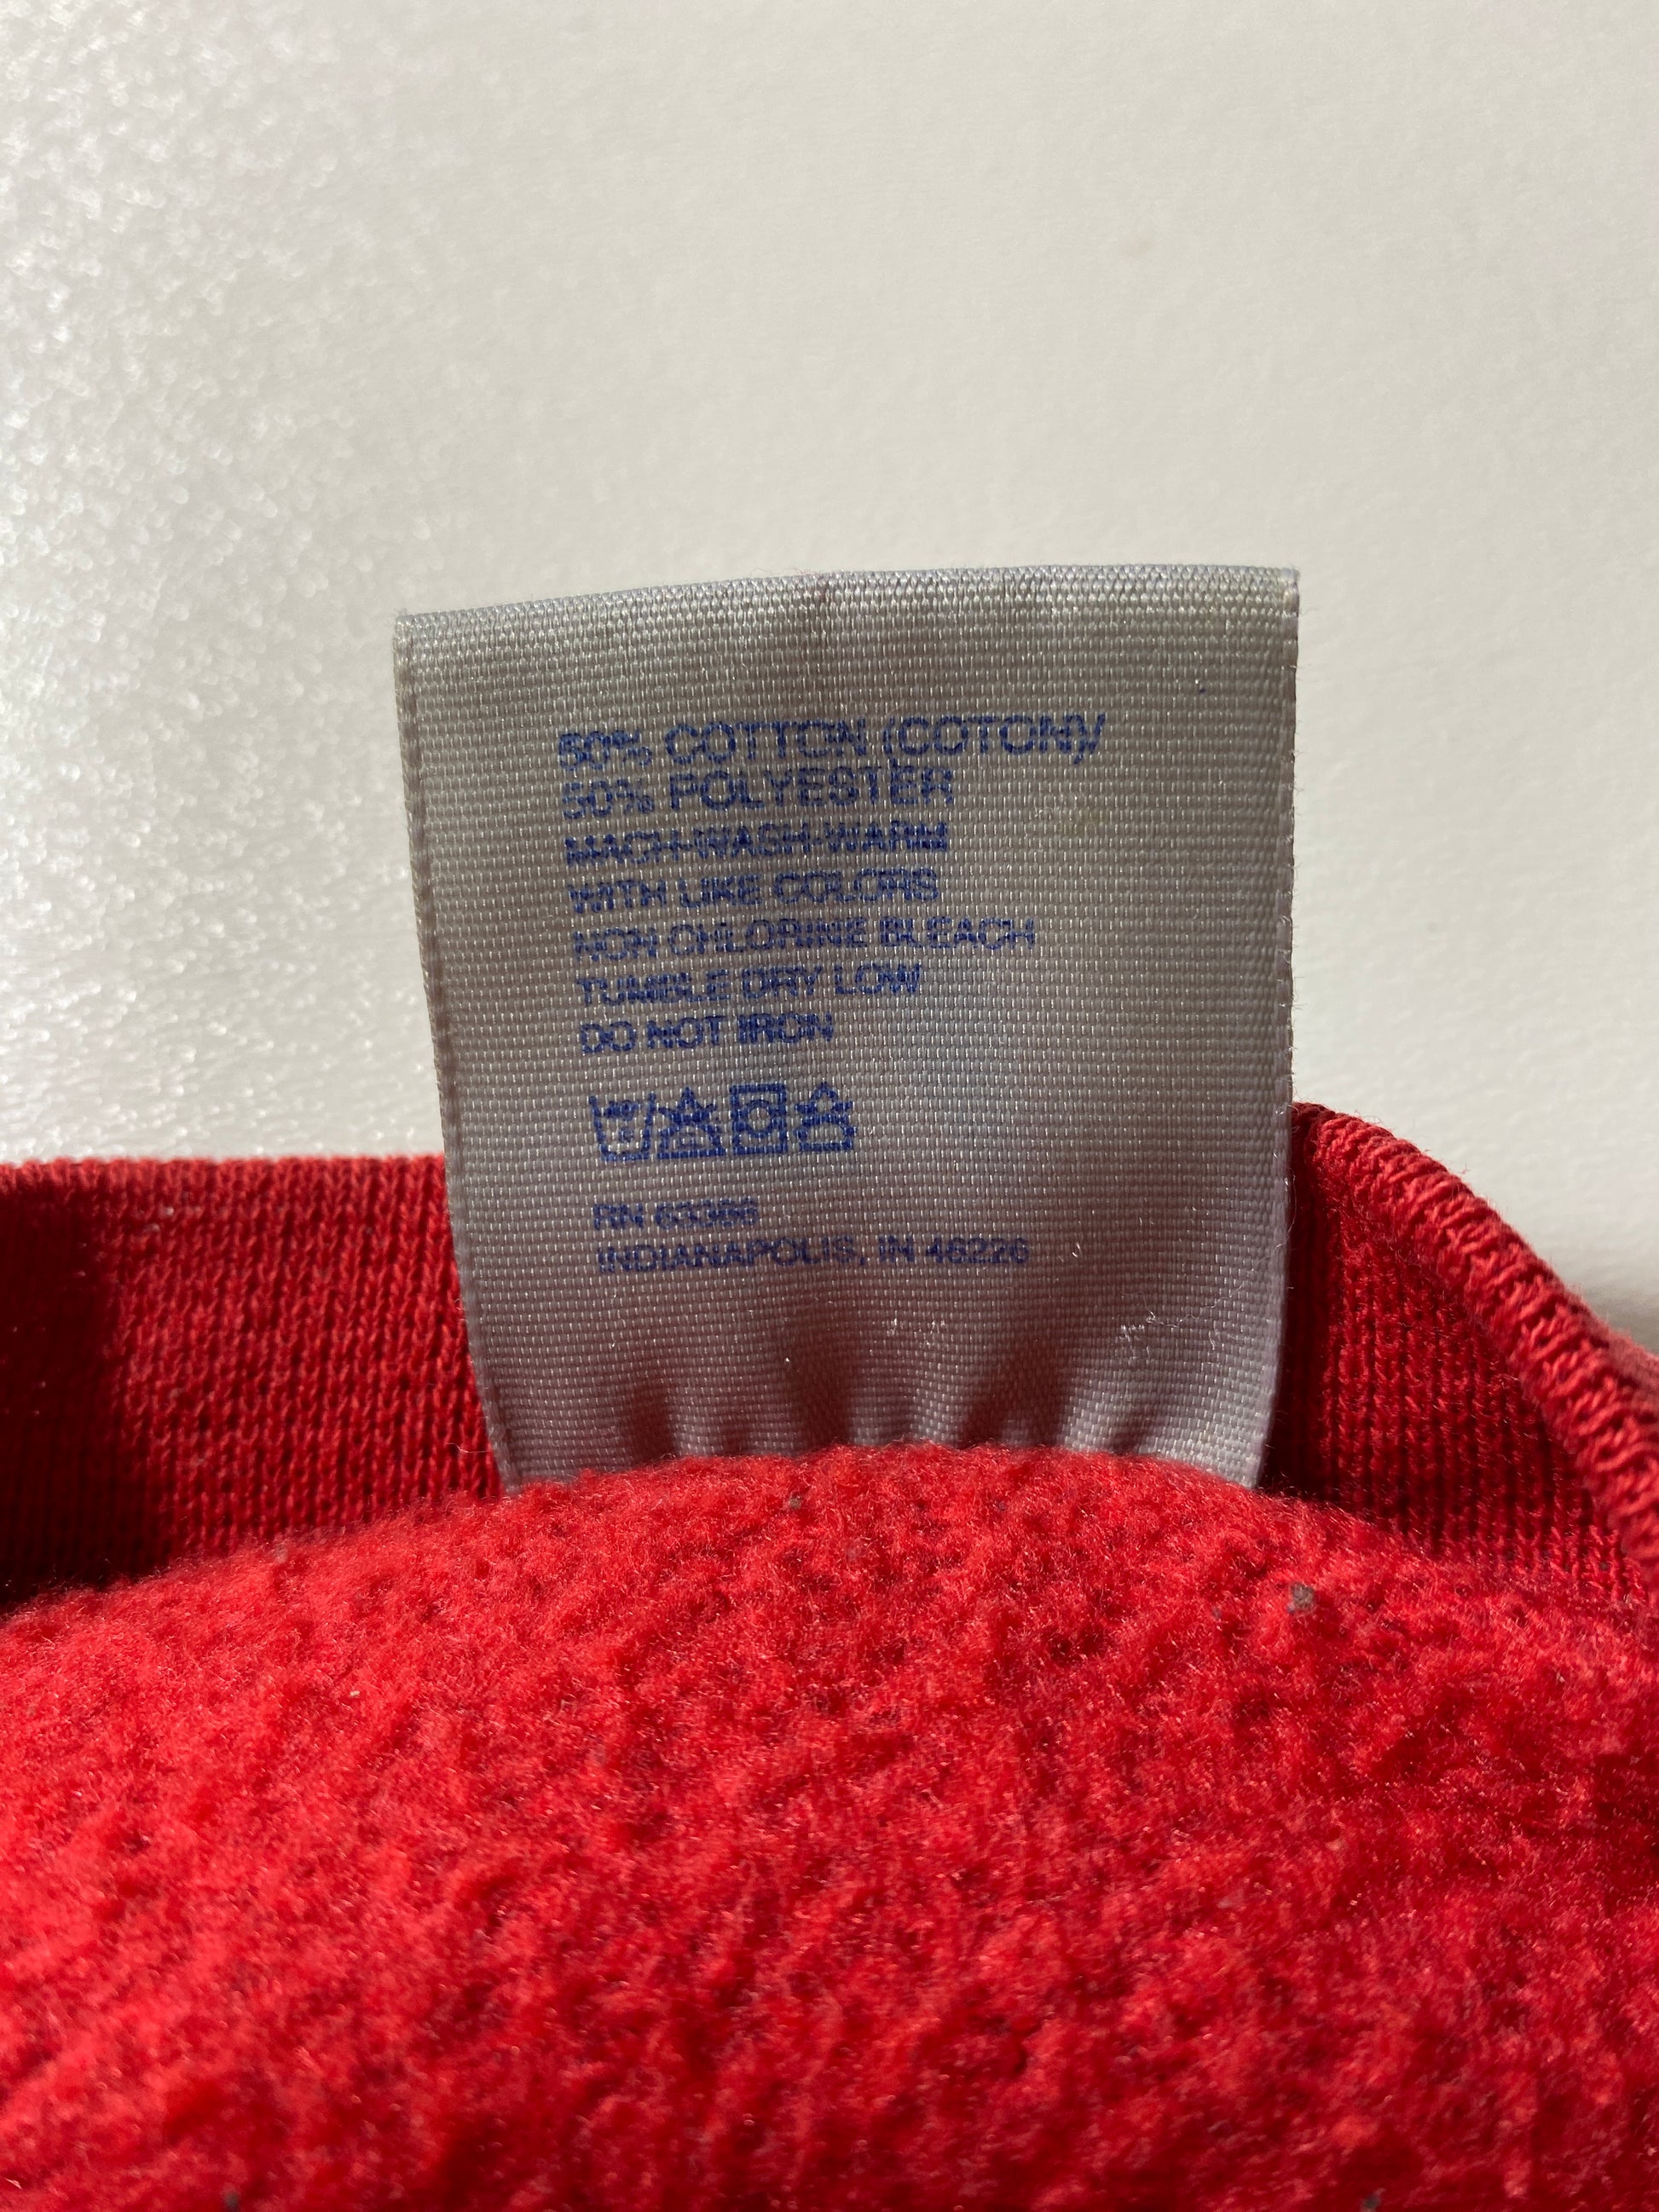 50% COTTON (COTON)/
50% POLYESTER
MACH-WASH-WARM
WITH LIKE COLORS
NON CHLORINE BLEACH
TUMBLE DRY LOW
DO NOT IRON
RN 63366
INDIANAPOLIS, IN 46226